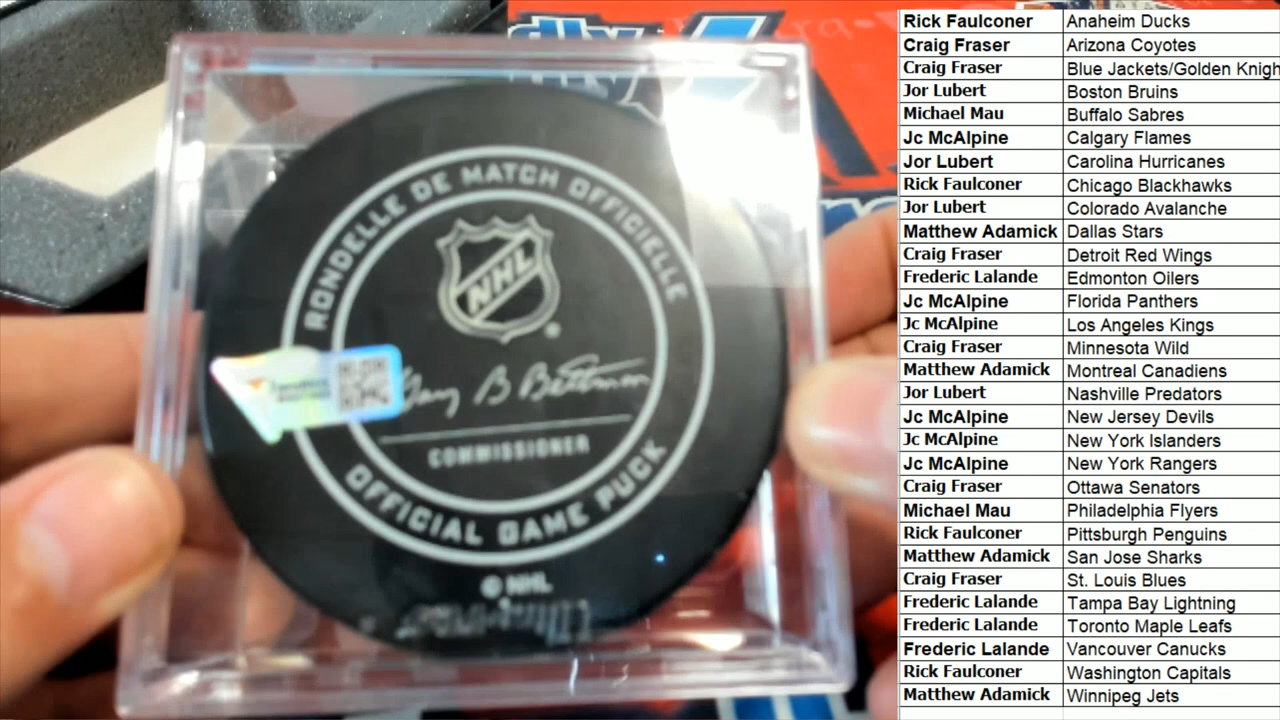 RONDELLE DE MATCH OFFICIELLE
NHL
Gary B Bettman
COMMISSIONER
OFFICIAL GAME PUCK
© NHL
Rick Faulconer Anaheim Ducks
Craig Fraser Arizona Coyotes
Craig Fraser Blue Jackets/Golden Knigh
Jor Lubert Boston Bruins
Michael Mau Buffalo Sabres
Jc McAlpine Calgary Flames
Jor Lubert Carolina Hurricanes
Rick Faulconer Chicago Blackhawks
Jor Lubert Colorado Avalanche
Matthew Adamick Dallas Stars
Craig Fraser Detroit Red Wings
Frederic Lalande Edmonton Oilers
Jc McAlpine Florida Panthers
Jc McAlpine Los Angeles Kings
Craig Fraser Minnesota Wild
Matthew Adamick Montreal Canadiens
Jor Lubert Nashville Predators
Jc McAlpine New Jersey Devils
Jc McAlpine New York Islanders
Jc McAlpine New York Rangers
Craig Fraser Ottawa Senators
Michael Mau Philadelphia Flyers
Rick Faulconer Pittsburgh Penguins
Matthew Adamick San Jose Sharks
Craig Fraser St. Louis Blues
Frederic Lalande Tampa Bay Lightning
Frederic Lalande Toronto Maple Leafs
Frederic Lalande Vancouver Canucks
Rick Faulconer Washington Capitals
Matthew Adamick Winnipeg Jets